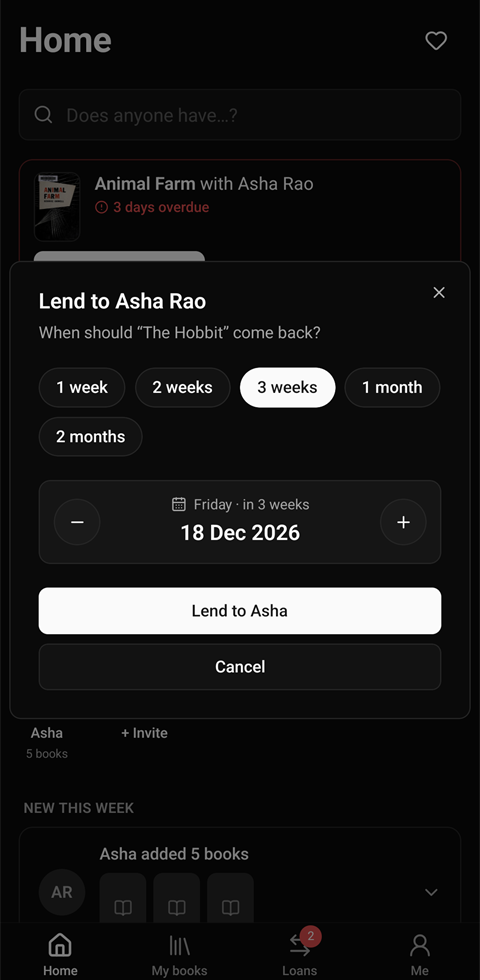 Home
Does anyone have…?
ANIMAL
FARM
Animal Farm with Asha Rao
3 days overdue
Lend to Asha Rao
When should “The Hobbit” come back?
1 week
2 weeks
3 weeks
1 month
2 months
Friday · in 3 weeks
18 Dec 2026
Lend to Asha
Cancel
Asha
+ Invite
5 books
NEW THIS WEEK
Asha added 5 books
AR
2
Home
My books
Loans
Me